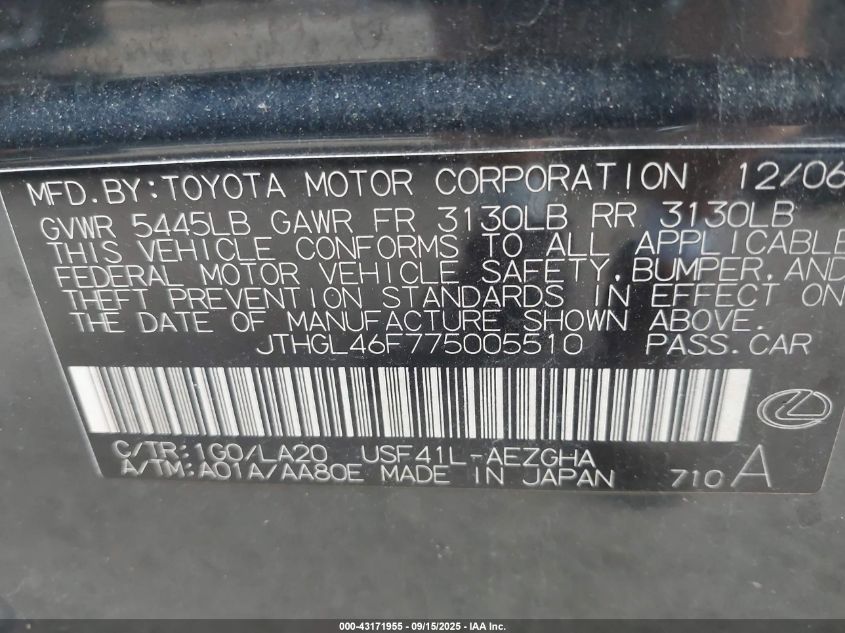 MFD.BY:TOYOTA MOTOR CORPORATION 12/06
GVWR 5445LB GAWR FR 3130LB RR 3130LB
THIS VEHICLE CONFORMS TO ALL APPLICABLE
FEDERAL MOTOR VEHICLE SAFETY, BUMPER, AND
THEFT PREVENTION STANDARDS IN EFFECT ON
THE DATE OF MANUFACTURE SHOWN ABOVE.
JTHGL46F775005510 PASS.CAR
C/TR:1G0/LA20 USF41L-AEZGHA
A/TM:A01A/AA80E MADE IN JAPAN 710A
000-43171955 - 09/15/2025 - IAA Inc.